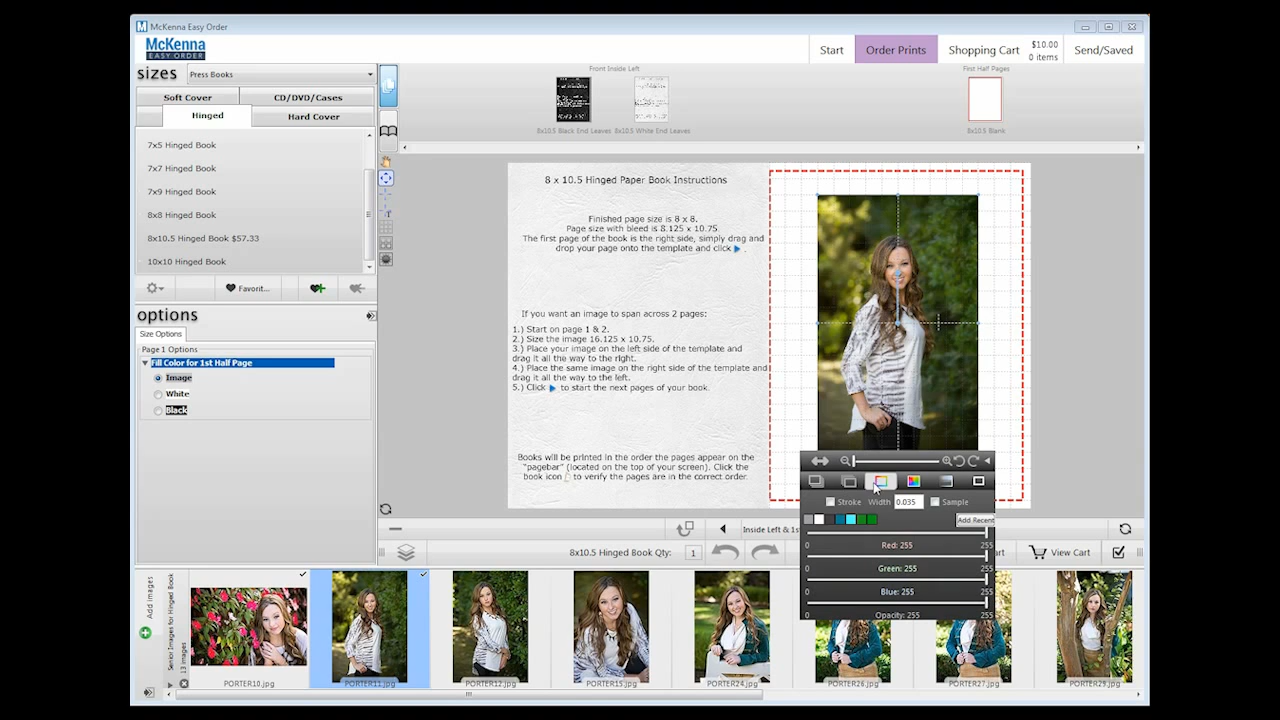 McKenna Easy Order
McKenna
EASY ORDER
Start
Order Prints
Shopping Cart
$10.00
0 items
Send/Saved
sizes
Press Books
Soft Cover
CD/DVD/Cases
Hinged
Hard Cover
7x5 Hinged Book
7x7 Hinged Book
7x9 Hinged Book
8x8 Hinged Book
8x10.5 Hinged Book $57.33
10x10 Hinged Book
Favorit...
options
Size Options
Page 1 Options
Fill Color for 1st Half Page
Image
White
Black
Front Inside Left
8x10.5 Black End Leaves
8x10.5 White End Leaves
First Half Pages
8x10.5 Blank
8 x 10.5 Hinged Paper Book Instructions
Finished page size is 8 x 8.
Page size with bleed is 8.125 x 10.75
The first page of the book is the right side, simply drag and
drop your page onto the template and click .
If you want an image to span across 2 pages:
1.) Start on page 1 & 2.
2.) Size the image 16.125 x 10.75.
3.) Place your image on the left side of the template and
drag it all the way to the right.
4.) Place the same image on the right side of the template and
drag it all the way to the left.
5.) Click to start the next pages of your book.
Books will be printed in the order the pages appear on the
"pagebar" (located on the top of your screen). Click the
book icon to verify the pages are in the correct order.
Stroke Width 0.035 Sample
Add Recent
0 Red: 255 255
0 Green: 255 255
0 Blue: 255 255
0 Opacity: 255 255
Inside Left & 1s
8x10.5 Hinged Book Qty: 1
art
View Cart
Add images
Senior Images for Hinged Book
13 images
PORTER10.jpg
PORTER11.jpg
PORTER12.jpg
PORTER15.jpg
PORTER24.jpg
PORTER26.jpg
PORTER27.jpg
PORTER29.jpg